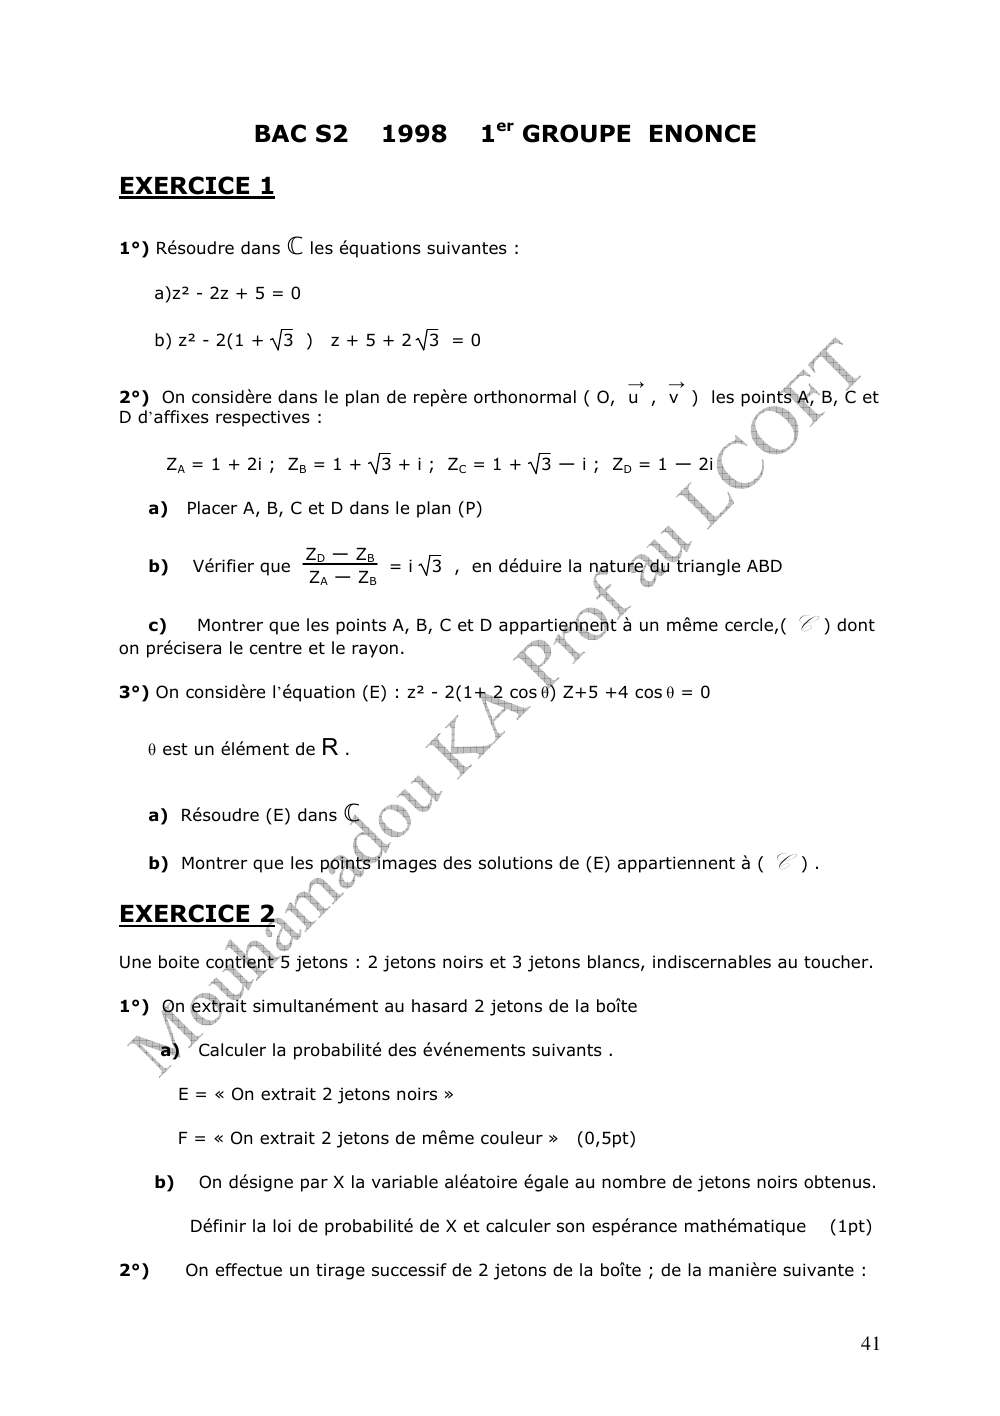 BAC S2 1998 1er GROUPE ENONCE
EXERCICE 1
1°) Résoudre dans ℂ les équations suivantes :
a)z² - 2z + 5 = 0
b) z² - 2(1 + √3 ) z + 5 + 2√3 = 0
2°) On considère dans le plan de repère orthonormal ( O, u→ , v→ ) les points A, B, C et
D d'affixes respectives :
ZA = 1 + 2i ; ZB = 1 + √3 + i ; ZC = 1 + √3 — i ; ZD = 1 — 2i
a) Placer A, B, C et D dans le plan (P)
b) Vérifier que (ZD — ZB)/(ZA — ZB) = i √3 , en déduire la nature du triangle ABD
c) Montrer que les points A, B, C et D appartiennent à un même cercle,( 𝒞 ) dont
on précisera le centre et le rayon.
3°) On considère l'équation (E) : z² - 2(1+ 2 cos θ) Z+5 +4 cos θ = 0
θ est un élément de R .
a) Résoudre (E) dans ℂ
b) Montrer que les points images des solutions de (E) appartiennent à ( 𝒞 ) .
EXERCICE 2
Une boite contient 5 jetons : 2 jetons noirs et 3 jetons blancs, indiscernables au toucher.
1°) On extrait simultanément au hasard 2 jetons de la boîte
a) Calculer la probabilité des événements suivants .
E = « On extrait 2 jetons noirs »
F = « On extrait 2 jetons de même couleur » (0,5pt)
b) On désigne par X la variable aléatoire égale au nombre de jetons noirs obtenus.
Définir la loi de probabilité de X et calculer son espérance mathématique (1pt)
2°) On effectue un tirage successif de 2 jetons de la boîte ; de la manière suivante :
41
Mouhamadou KA Prof au LCOFT